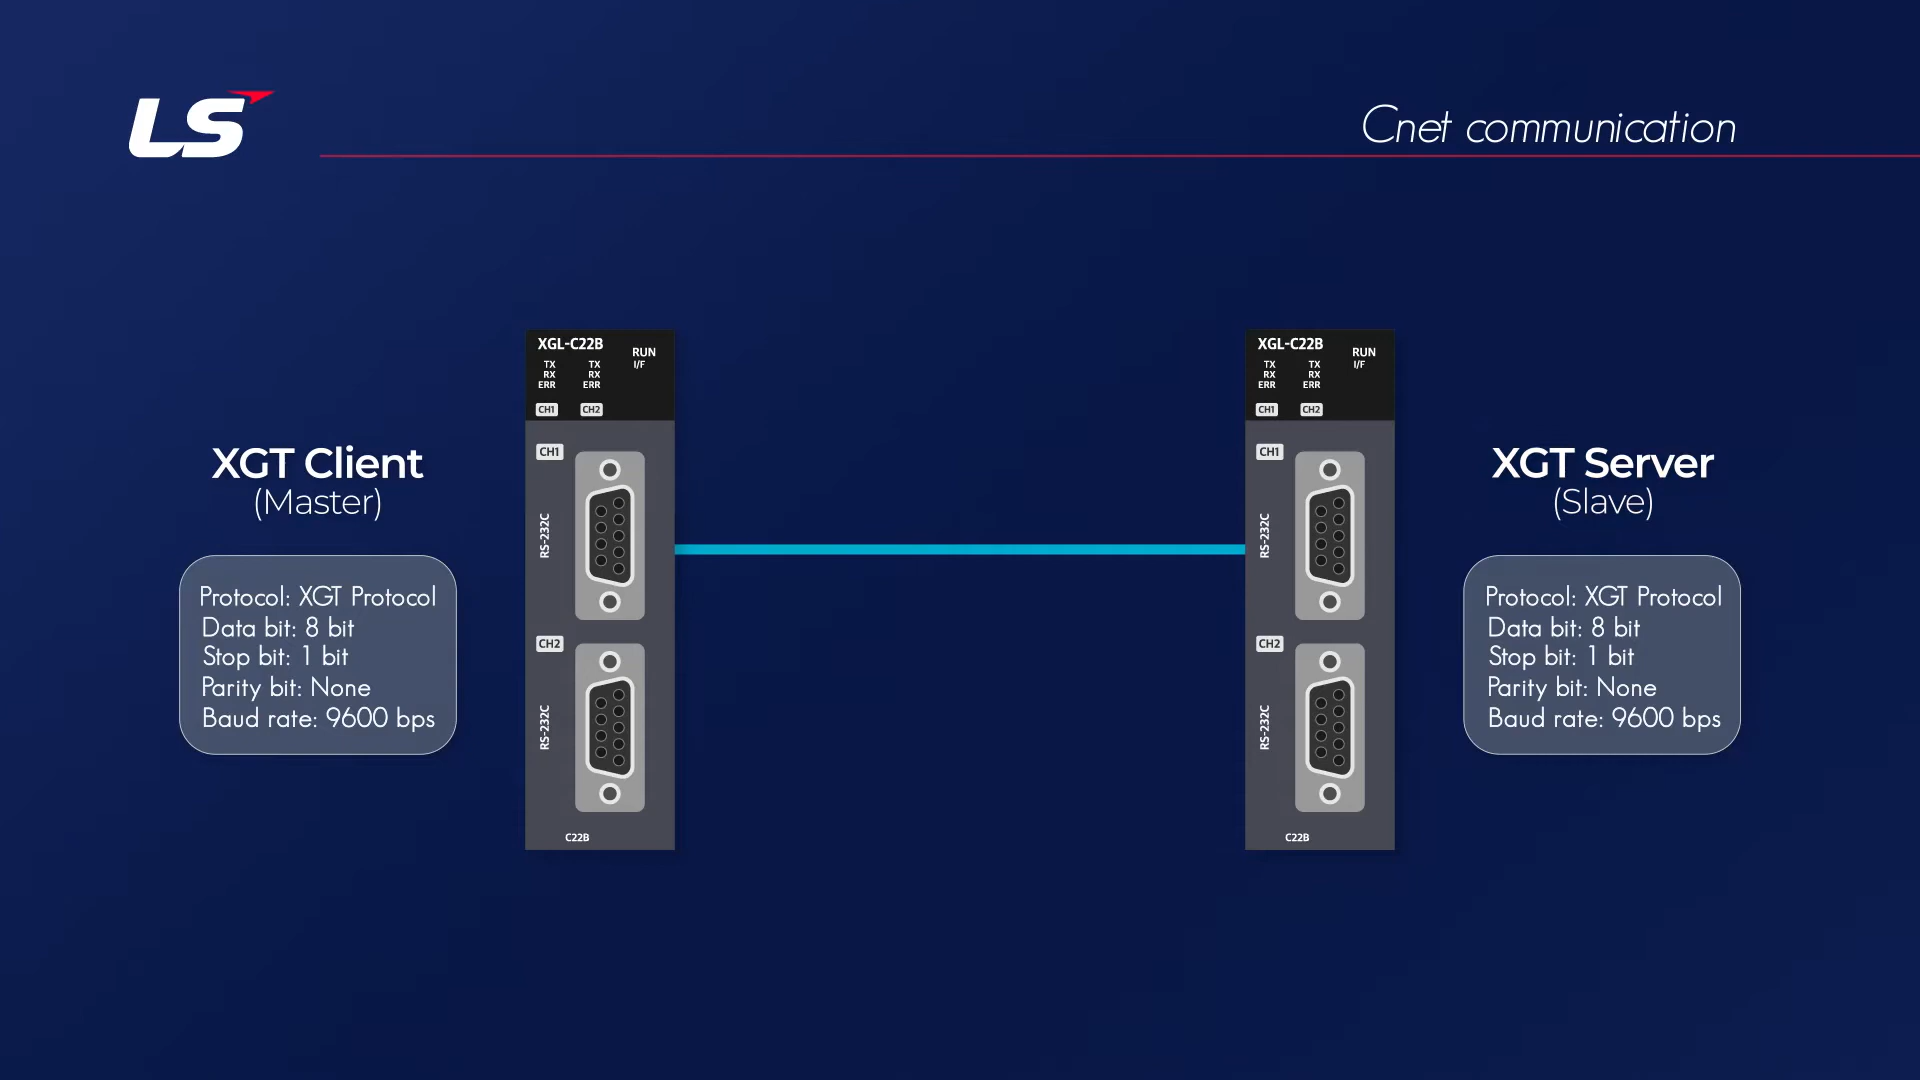 LS
Cnet communication
XGT Client
(Master)
Protocol: XGT Protocol
Data bit: 8 bit
Stop bit: 1 bit
Parity bit: None
Baud rate: 9600 bps
XGL-C22B
RUN
TX TX I/F
RX RX
ERR ERR
CH1 CH2
CH1
RS-232C
CH2
RS-232C
C22B
XGL-C22B
RUN
TX TX I/F
RX RX
ERR ERR
CH1 CH2
CH1
RS-232C
CH2
RS-232C
C22B
XGT Server
(Slave)
Protocol: XGT Protocol
Data bit: 8 bit
Stop bit: 1 bit
Parity bit: None
Baud rate: 9600 bps